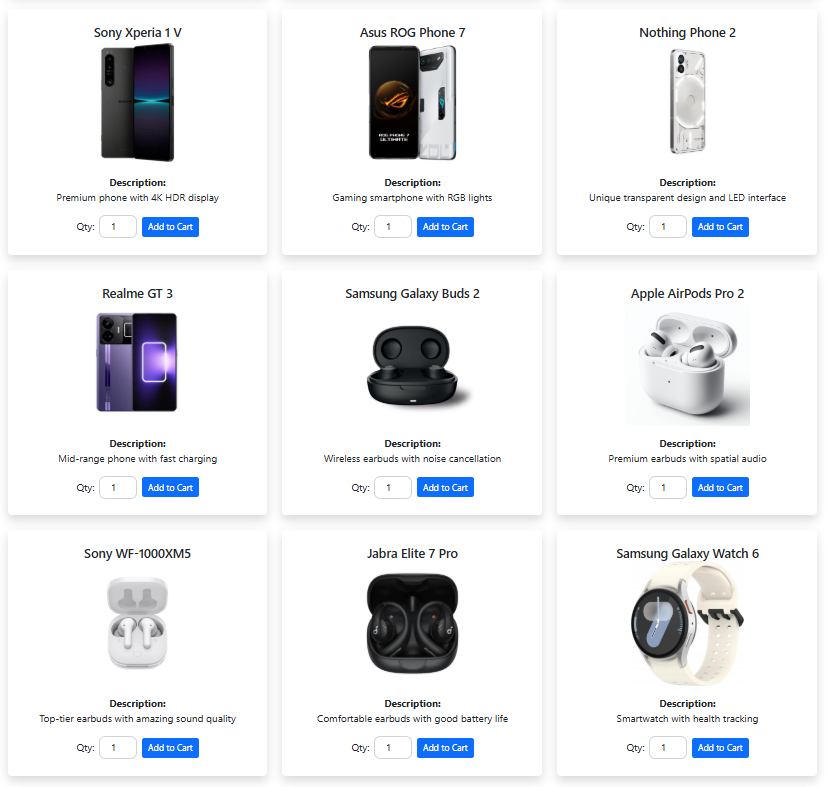 Sony Xperia 1 V
Asus ROG Phone 7
Nothing Phone 2
ROG PHONE 7
ULTIMATE
Description:
Premium phone with 4K HDR display
Description:
Gaming smartphone with RGB lights
Description:
Unique transparent design and LED interface
Qty: 1 Add to Cart
Qty: 1 Add to Cart
Qty: 1 Add to Cart
Realme GT 3
Samsung Galaxy Buds 2
Apple AirPods Pro 2
Description:
Mid-range phone with fast charging
Description:
Wireless earbuds with noise cancellation
Description:
Premium earbuds with spatial audio
Qty: 1 Add to Cart
Qty: 1 Add to Cart
Qty: 1 Add to Cart
Sony WF-1000XM5
Jabra Elite 7 Pro
Samsung Galaxy Watch 6
Description:
Top-tier earbuds with amazing sound quality
Description:
Comfortable earbuds with good battery life
Description:
Smartwatch with health tracking
Qty: 1 Add to Cart
Qty: 1 Add to Cart
Qty: 1 Add to Cart